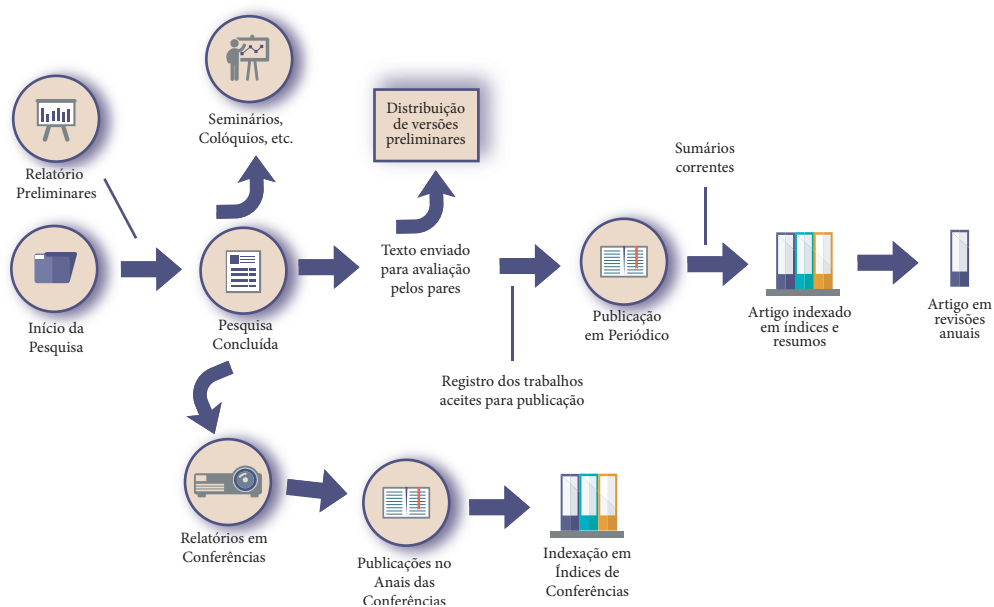 Seminários,
Colóquios, etc.
Distribuição
de versões
preliminares
Relatório
Preliminares
Sumários
correntes
Início da
Pesquisa
Pesquisa
Concluída
Texto enviado
para avaliação
pelos pares
Registro dos trabalhos
aceites para publicação
Publicação
em Periódico
Artigo indexado
em índices e
resumos
Artigo em
revisões
anuais
Relatórios em
Conferências
Publicações no
Anais das
Conferências
Indexação em
Índices de
Conferências